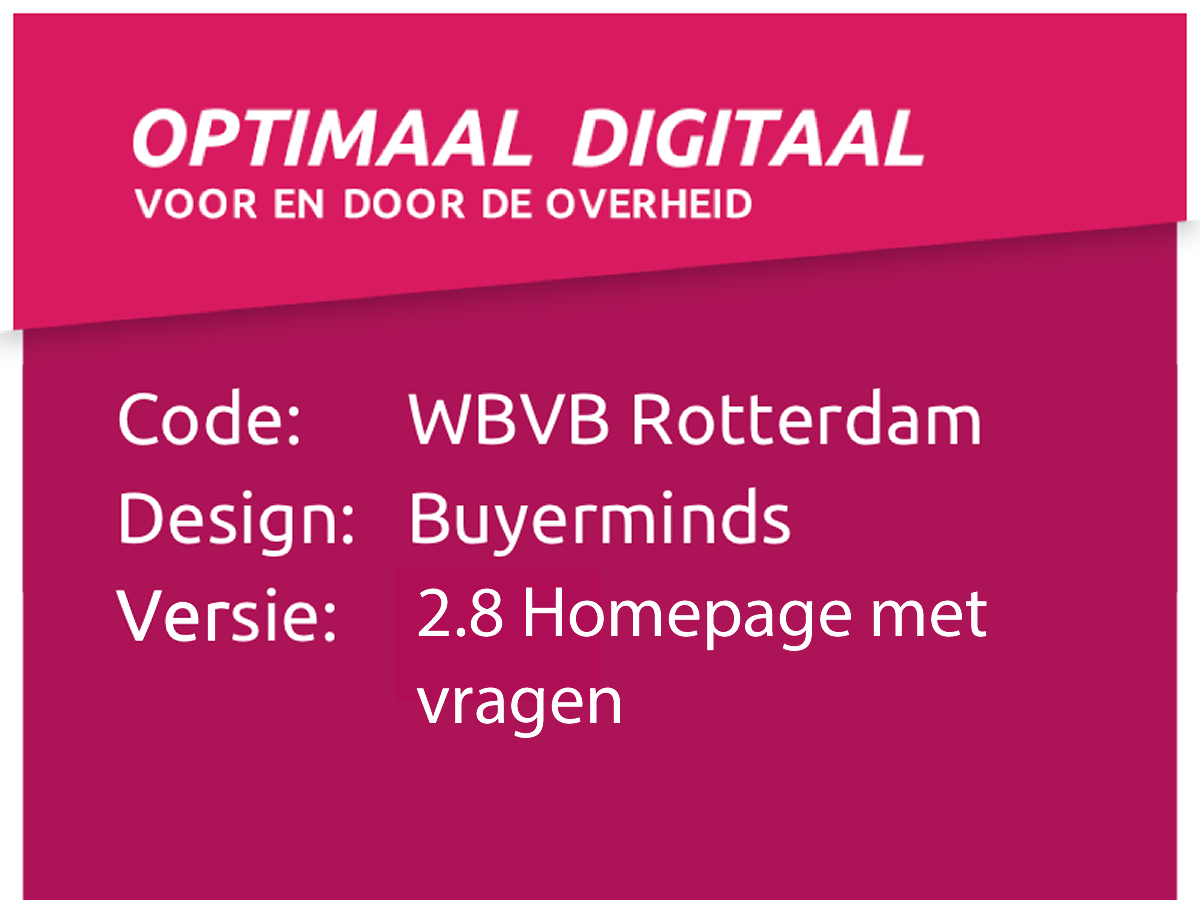 OPTIMAAL DIGITAAL
VOOR EN DOOR DE OVERHEID
Code: WBVB Rotterdam
Design: Buyerminds
Versie: 2.8 Homepage met
vragen